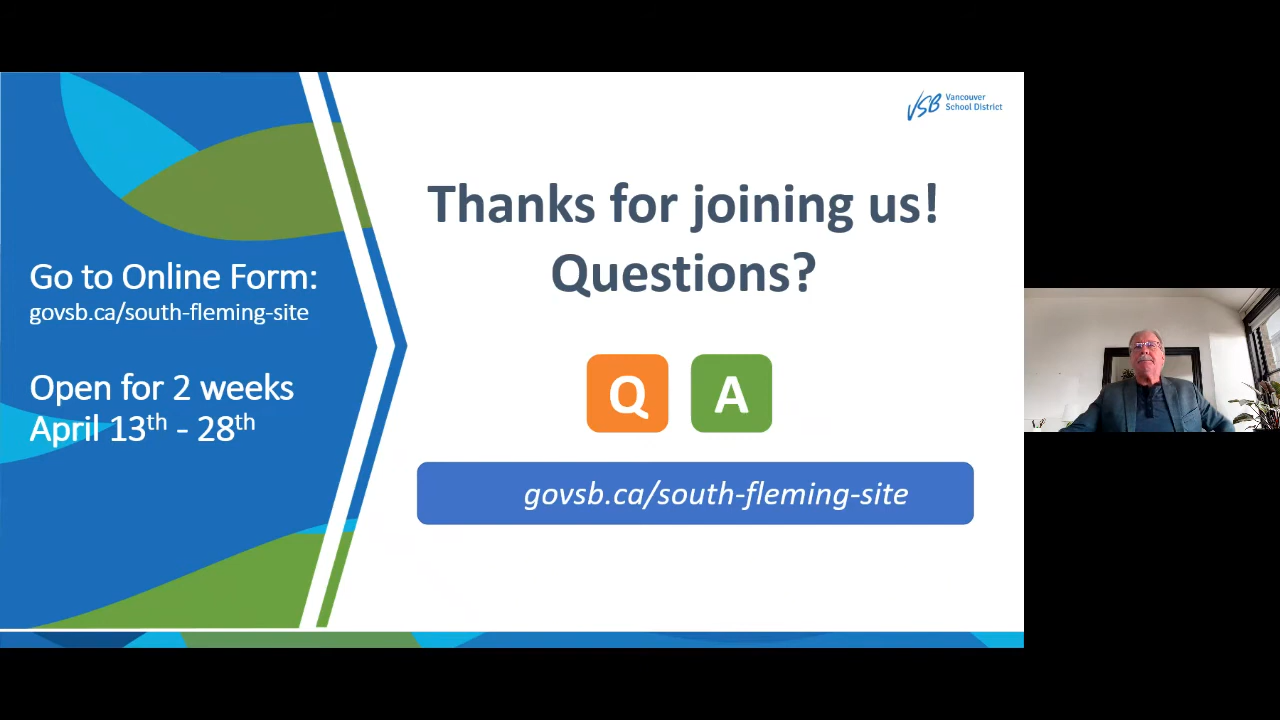 VSB Vancouver
School District
Thanks for joining us!
Questions?
Go to Online Form:
govsb.ca/south-fleming-site
Open for 2 weeks
April 13th - 28th
Q A
govsb.ca/south-fleming-site